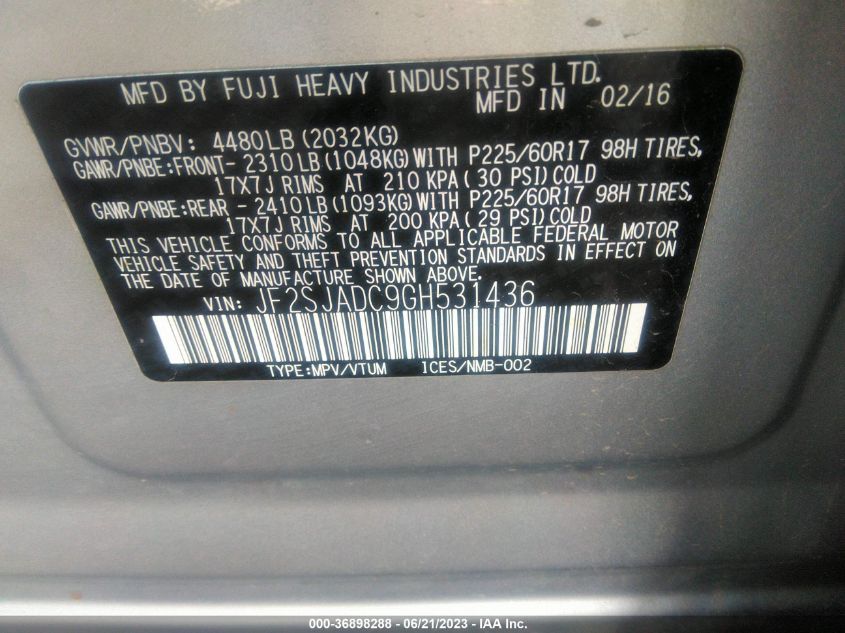 MFD BY FUJI HEAVY INDUSTRIES LTD.
MFD IN 02/16
GVWR/PNBV: 4480LB (2032KG)
GAWR/PNBE:FRONT- 2310LB (1048KG) WITH P225/60R17 98H TIRES,
17X7J RIMS AT 210 KPA( 30 PSI) COLD
GAWR/PNBE:REAR - 2410LB (1093KG) WITH P225/60R17 98H TIRES,
17X7J RIMS AT 200 KPA( 29 PSI) COLD
THIS VEHICLE CONFORMS TO ALL APPLICABLE FEDERAL MOTOR
VEHICLE SAFETY AND THEFT PREVENTION STANDARDS IN EFFECT ON
THE DATE OF MANUFACTURE SHOWN ABOVE.
VIN: JF2SJADC9GH531436
TYPE:MPV/VTUM ICES/NMB-002
000-36898288 - 06/21/2023 - IAA Inc.